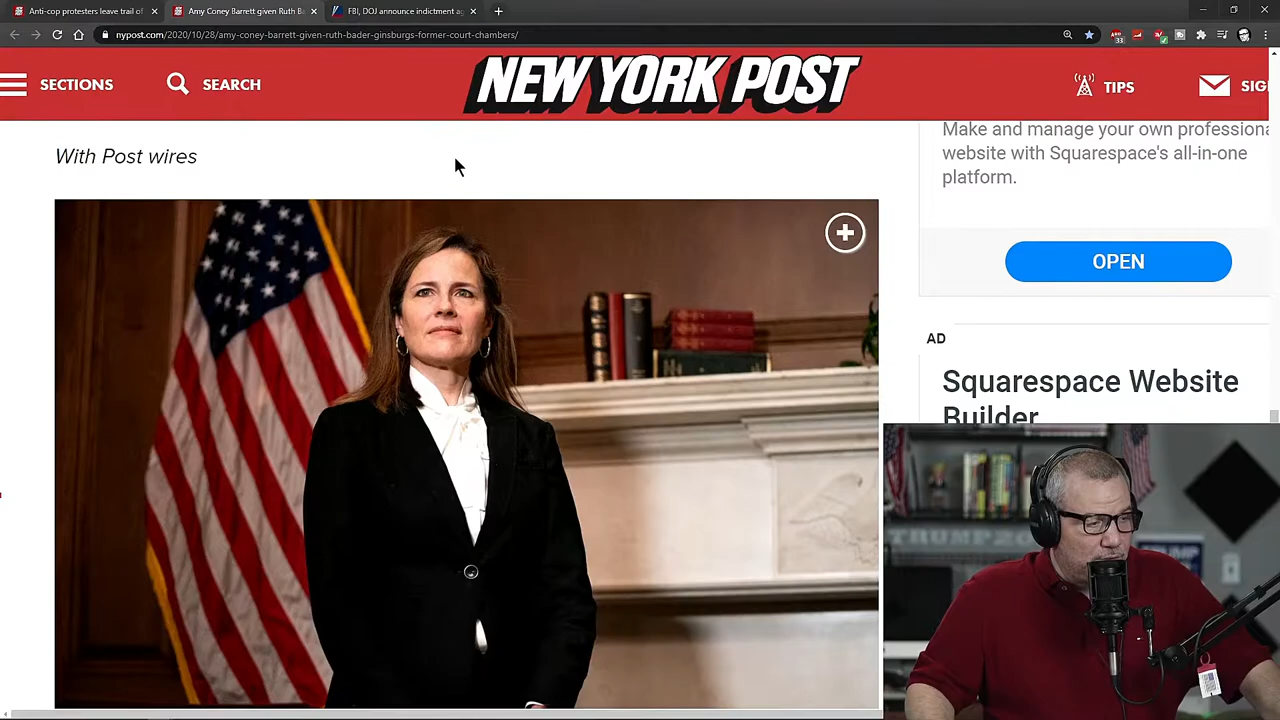 Anti-cop protesters leave trail of
Amy Coney Barrett given Ruth B
FBI, DOJ announce indictment ag
nypost.com/2020/10/28/amy-coney-barrett-given-ruth-bader-ginsburgs-former-court-chambers/
SECTIONS
SEARCH
NEW YORK POST
TIPS
SIG
With Post wires
Make and manage your own professiona
website with Squarespace's all-in-one
platform.
OPEN
AD
Squarespace Website
Builder
TRUMP20